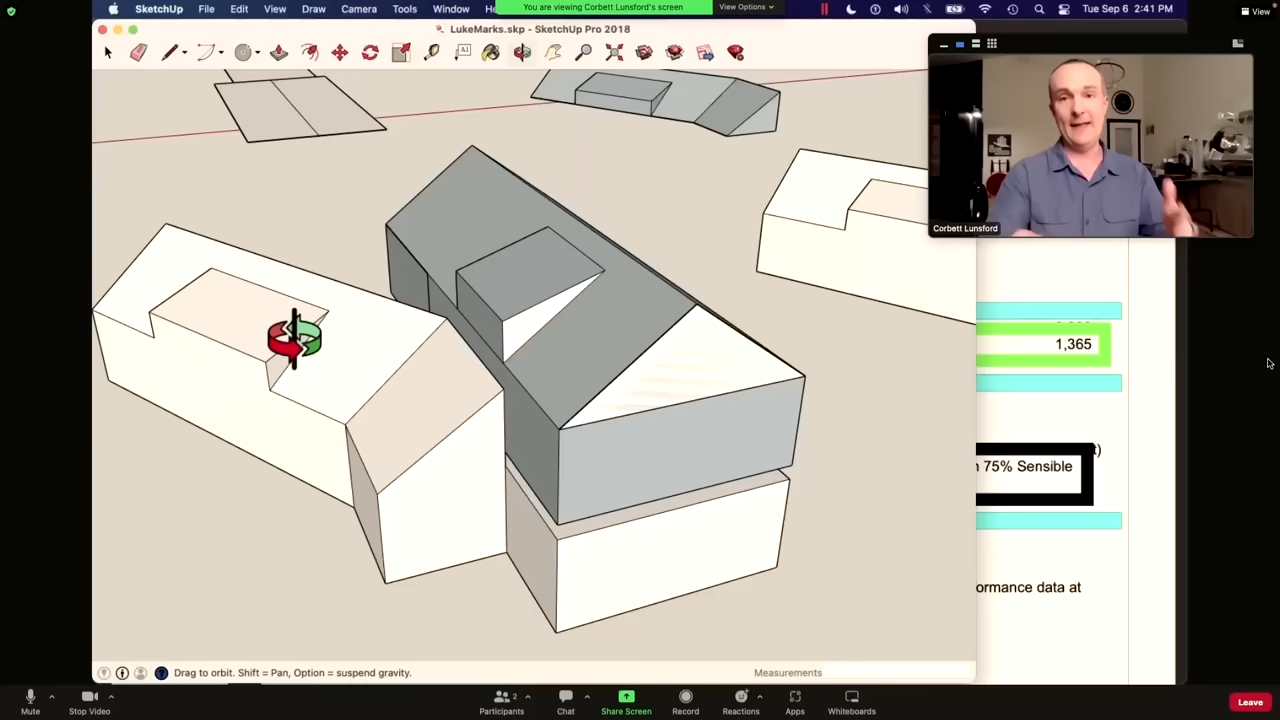 SketchUp File Edit View Draw Camera Tools Window
You are viewing Corbett Lunsford's screen View Options
Tue Sep 6 2:41 PM
View
LukeMarks.skp - SketchUp Pro 2018
A1
Corbett Lunsford
1,365
75% Sensible
ormance data at
Drag to orbit. Shift = Pan, Option = suspend gravity.
Measurements
Mute
Stop Video
Participants 2
Chat
Share Screen
Record
Reactions
Apps
Whiteboards
Leave